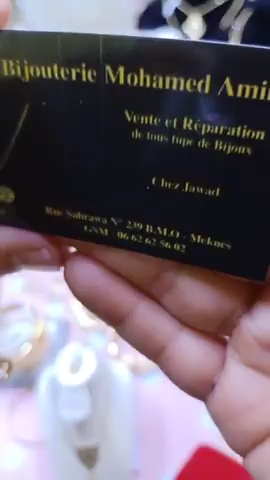 Bijouterie Mohamed Amin
Vente et Réparation
de tous type de Bijoux
Chez Jawad
Rue Sahrawa N° 239 B.M.O - Meknes
GSM 06 62 62 56 02